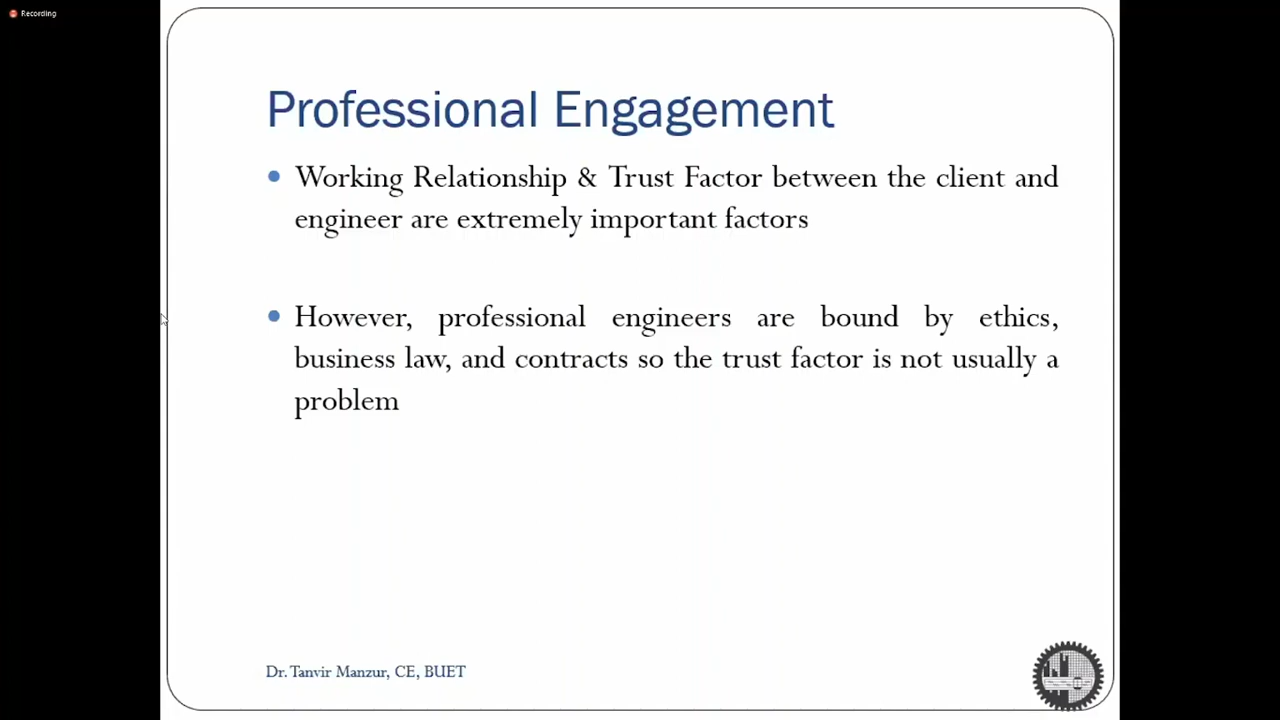 Recording
Professional Engagement
Working Relationship & Trust Factor between the client and
engineer are extremely important factors
However, professional engineers are bound by ethics,
business law, and contracts so the trust factor is not usually a
problem
Dr. Tanvir Manzur, CE, BUET